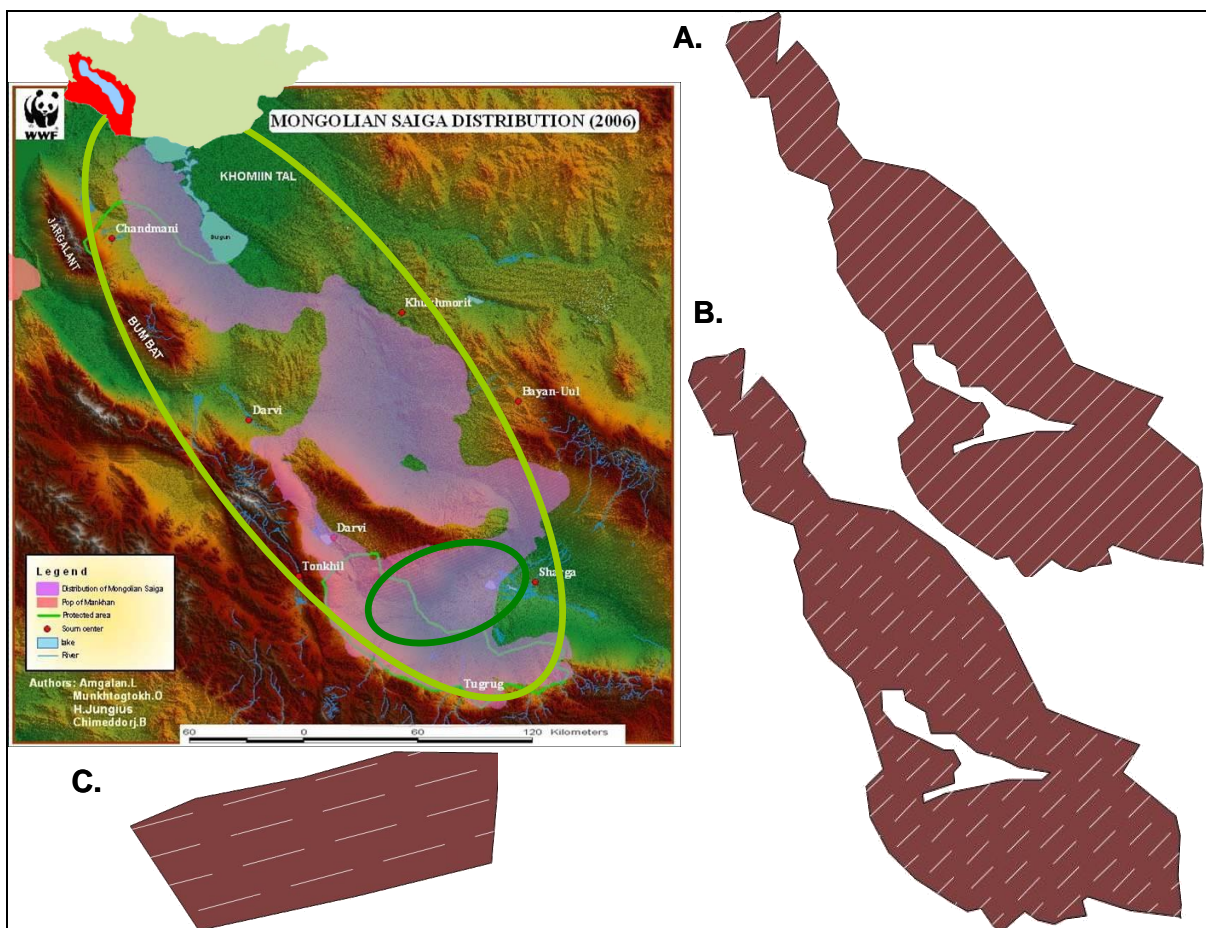 A.
WWF
MONGOLIAN SAIGA DISTRIBUTION (2006)
KHOMIIN TAL
JARGALANT
Chandmani
Durgun
BUMBAT
Khukhmorit
B.
Darvi
Bayan-Uul
Darvi
Tonkhil
Sharga
Legend
Distribution of Mongolian Saiga
Pop of Mankhan
Protected area
Soum center
lake
River
Tugrug
Authors: Amgalan.L
Munkhtogtokh.O
H.Jungius
Chimeddorj.B
60 0 60 120 Kilometers
C.